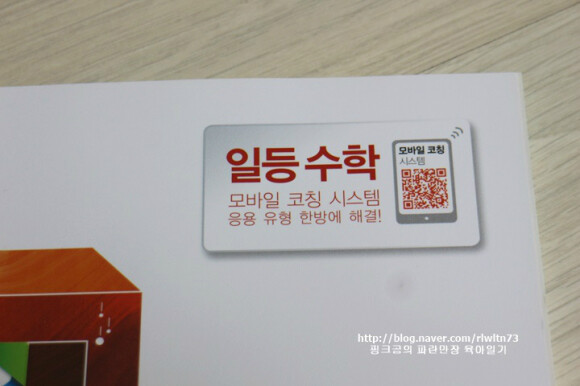 일등 수학
모바일 코칭 시스템
응용 유형 한방에 해결!
모바일 코칭
시스템
http://blog.naver.com/rlwltn73
핑크공의 파란만장 육아일기